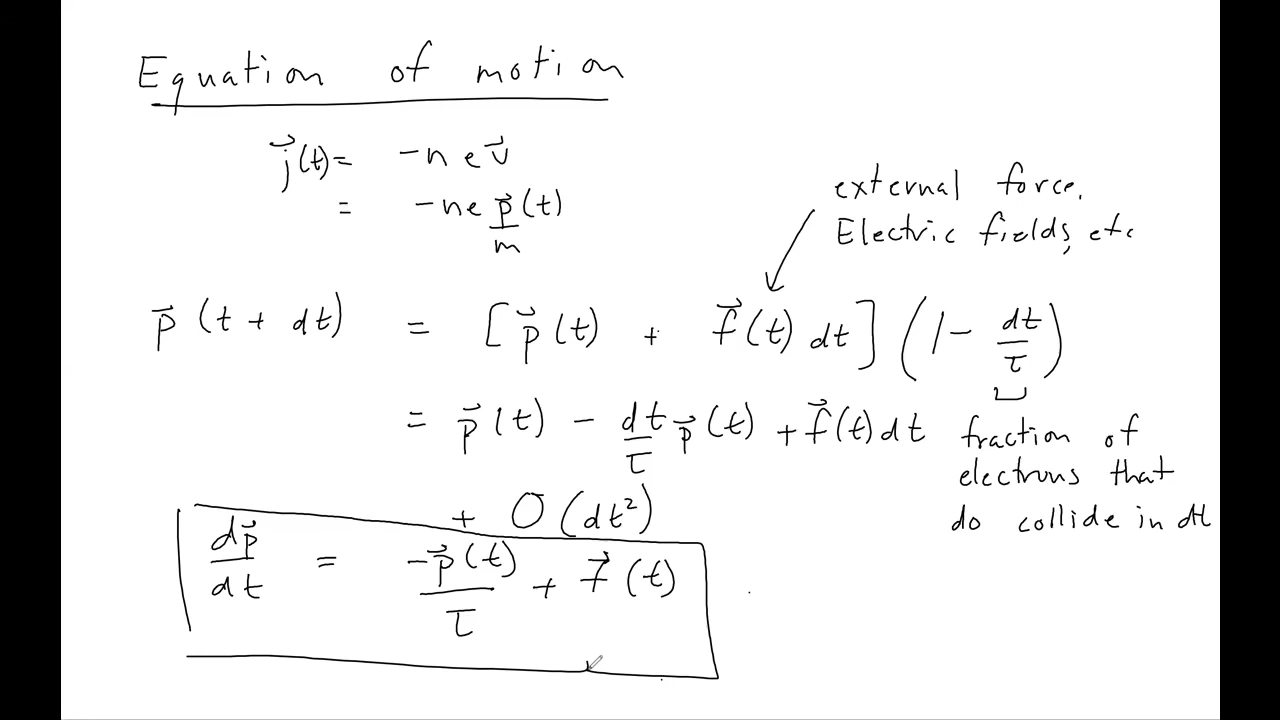 Equation of motion
j⃗(t) = -n e v⃗
= -ne p⃗(t)/m
external force.
Electric fields, etc
p⃗(t + dt) = [p⃗(t) + f⃗(t) dt](1 - dt/τ)
= p⃗(t) - dt/τ p⃗(t) + f⃗(t)dt
fraction of
electrons that
do collide in dt
+ O(dt²)
dp⃗/dt = -p⃗(t)/τ + f⃗(t)